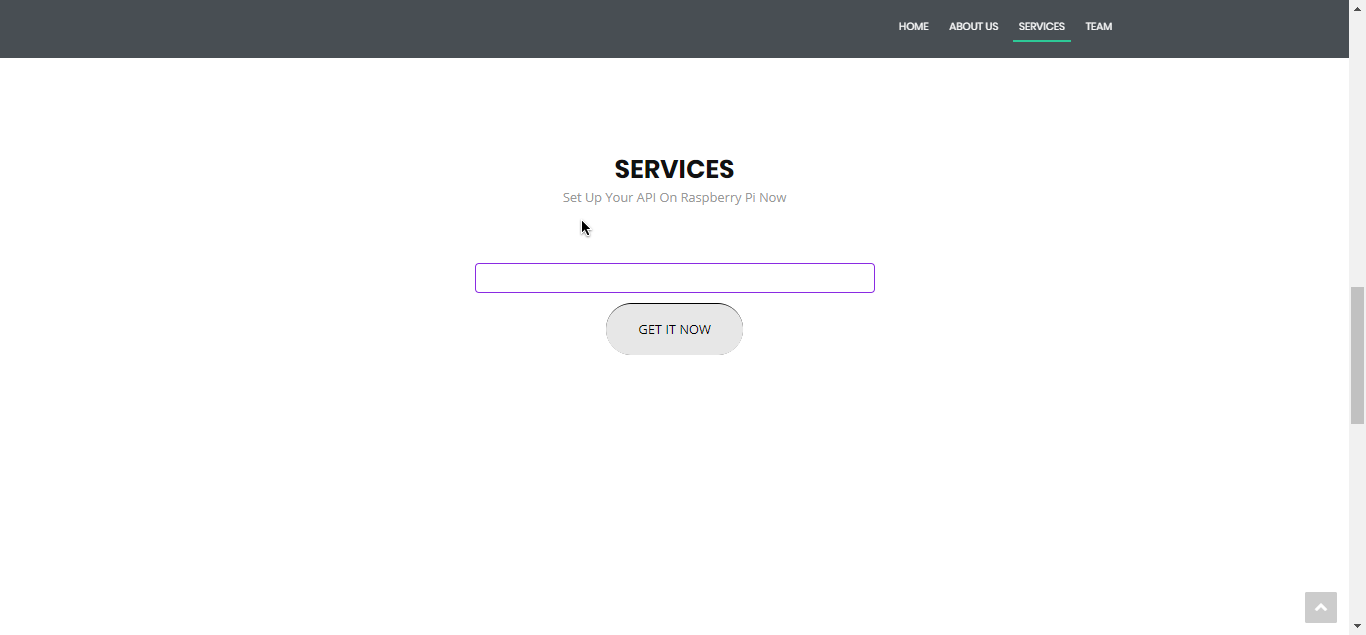 HOME ABOUT US SERVICES TEAM
SERVICES
Set Up Your API On Raspberry Pi Now
GET IT NOW